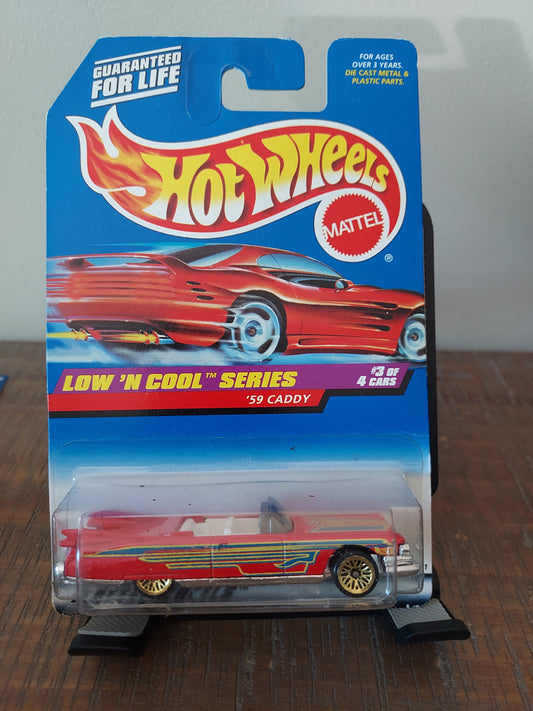 GUARANTEED
FOR LIFE
FOR AGES
OVER 3 YEARS.
DIE CAST METAL &
PLASTIC PARTS.
HOT WHEELS
MATTEL
®
LOW 'N COOL™ SERIES
#3 OF
4 CARS
'59 CADDY